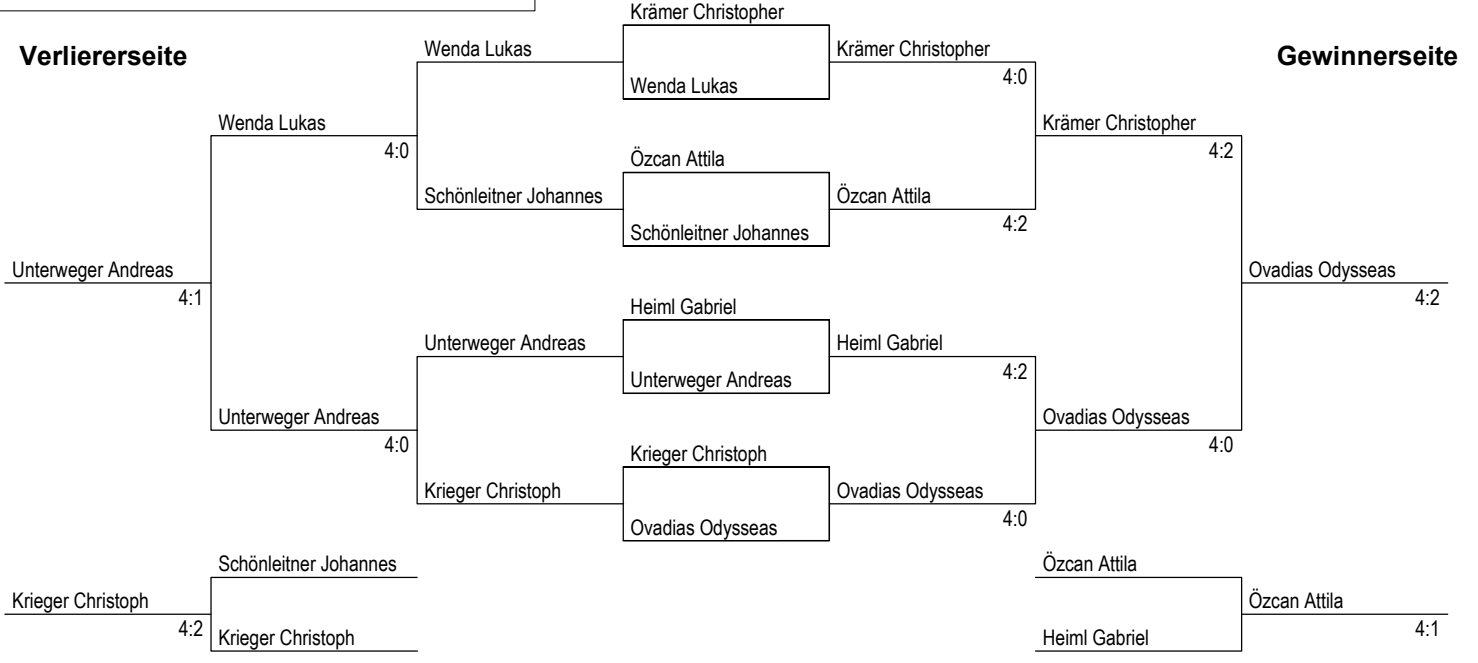 Krämer Christopher
Verliererseite
Wenda Lukas
Krämer Christopher
Gewinnerseite
4:0
Wenda Lukas
Wenda Lukas
Krämer Christopher
4:0
4:2
Özcan Attila
Schönleitner Johannes
Özcan Attila
4:2
Schönleitner Johannes
Unterweger Andreas
Ovadias Odysseas
4:1
4:2
Heiml Gabriel
Unterweger Andreas
Heiml Gabriel
4:2
Unterweger Andreas
Unterweger Andreas
Ovadias Odysseas
4:0
4:0
Krieger Christoph
Krieger Christoph
Ovadias Odysseas
4:0
Ovadias Odysseas
Schönleitner Johannes
Özcan Attila
Krieger Christoph
Özcan Attila
4:2
4:1
Krieger Christoph
Heiml Gabriel